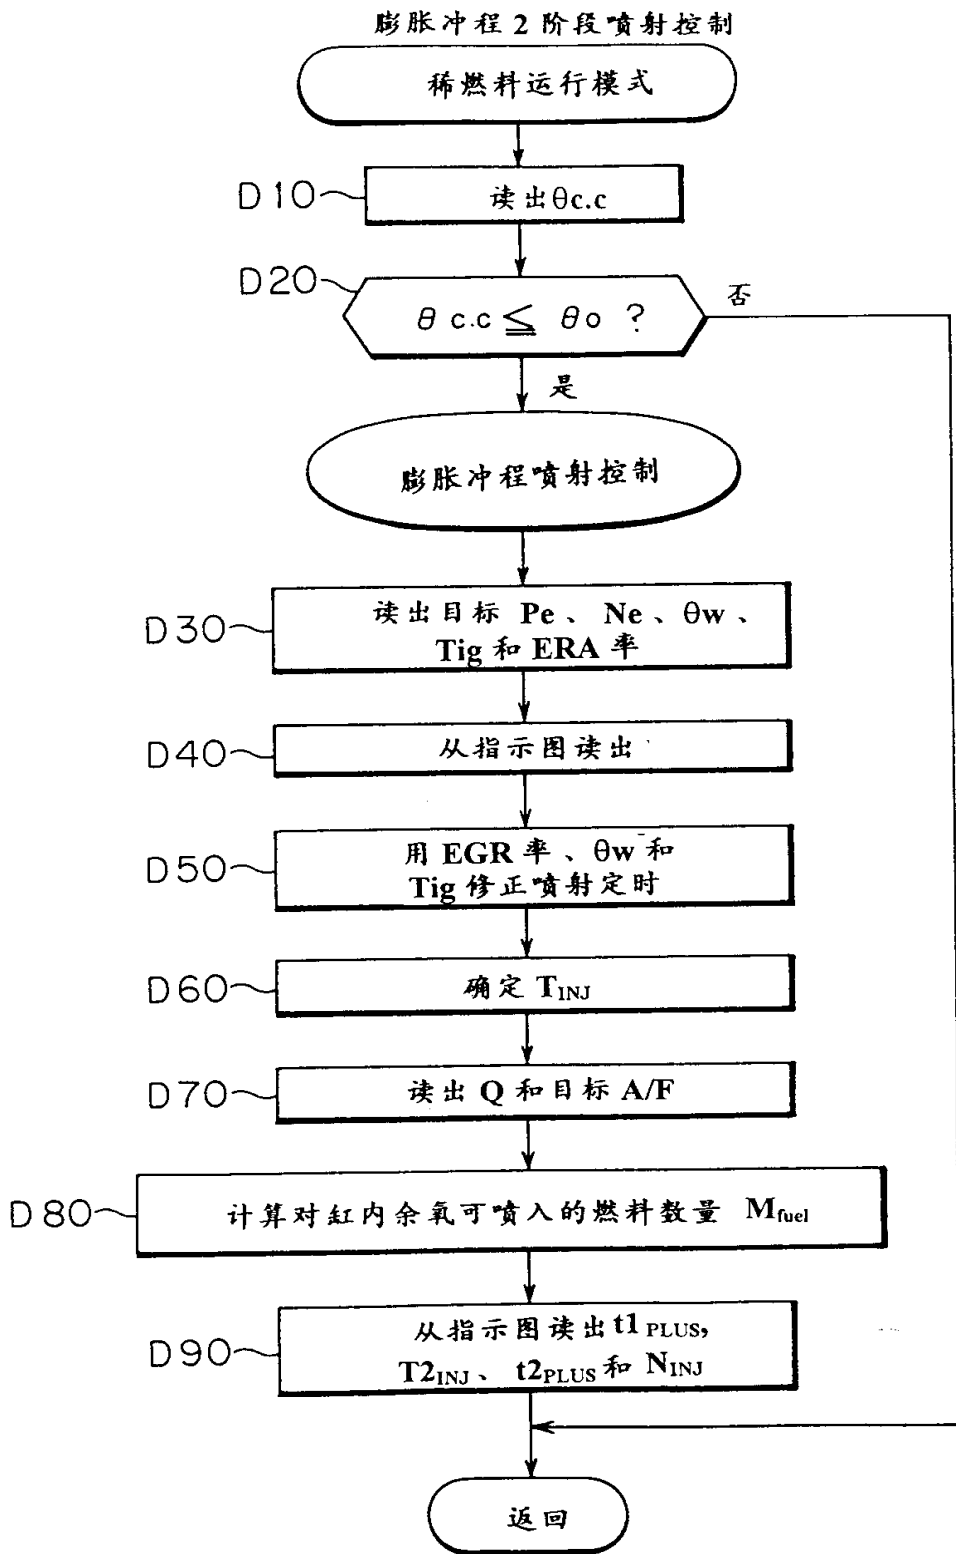 膨胀冲程2阶段喷射控制
稀燃料运行模式
D10
读出θc.c
D20
θ c.c ≦ θo ?
否
是
膨胀冲程喷射控制
D30
读出目标 Pe、Ne、θw、
Tig 和 ERA 率
D40
从指示图读出
D50
用 EGR 率、θw 和
Tig 修正喷射定时
D60
确定 TINJ
D70
读出 Q 和目标 A/F
D80
计算对缸内余氧可喷入的燃料数量 Mfuel
D90
从指示图读出 t1 PLUS,
T2INJ、t2PLUS 和 NINJ
返回